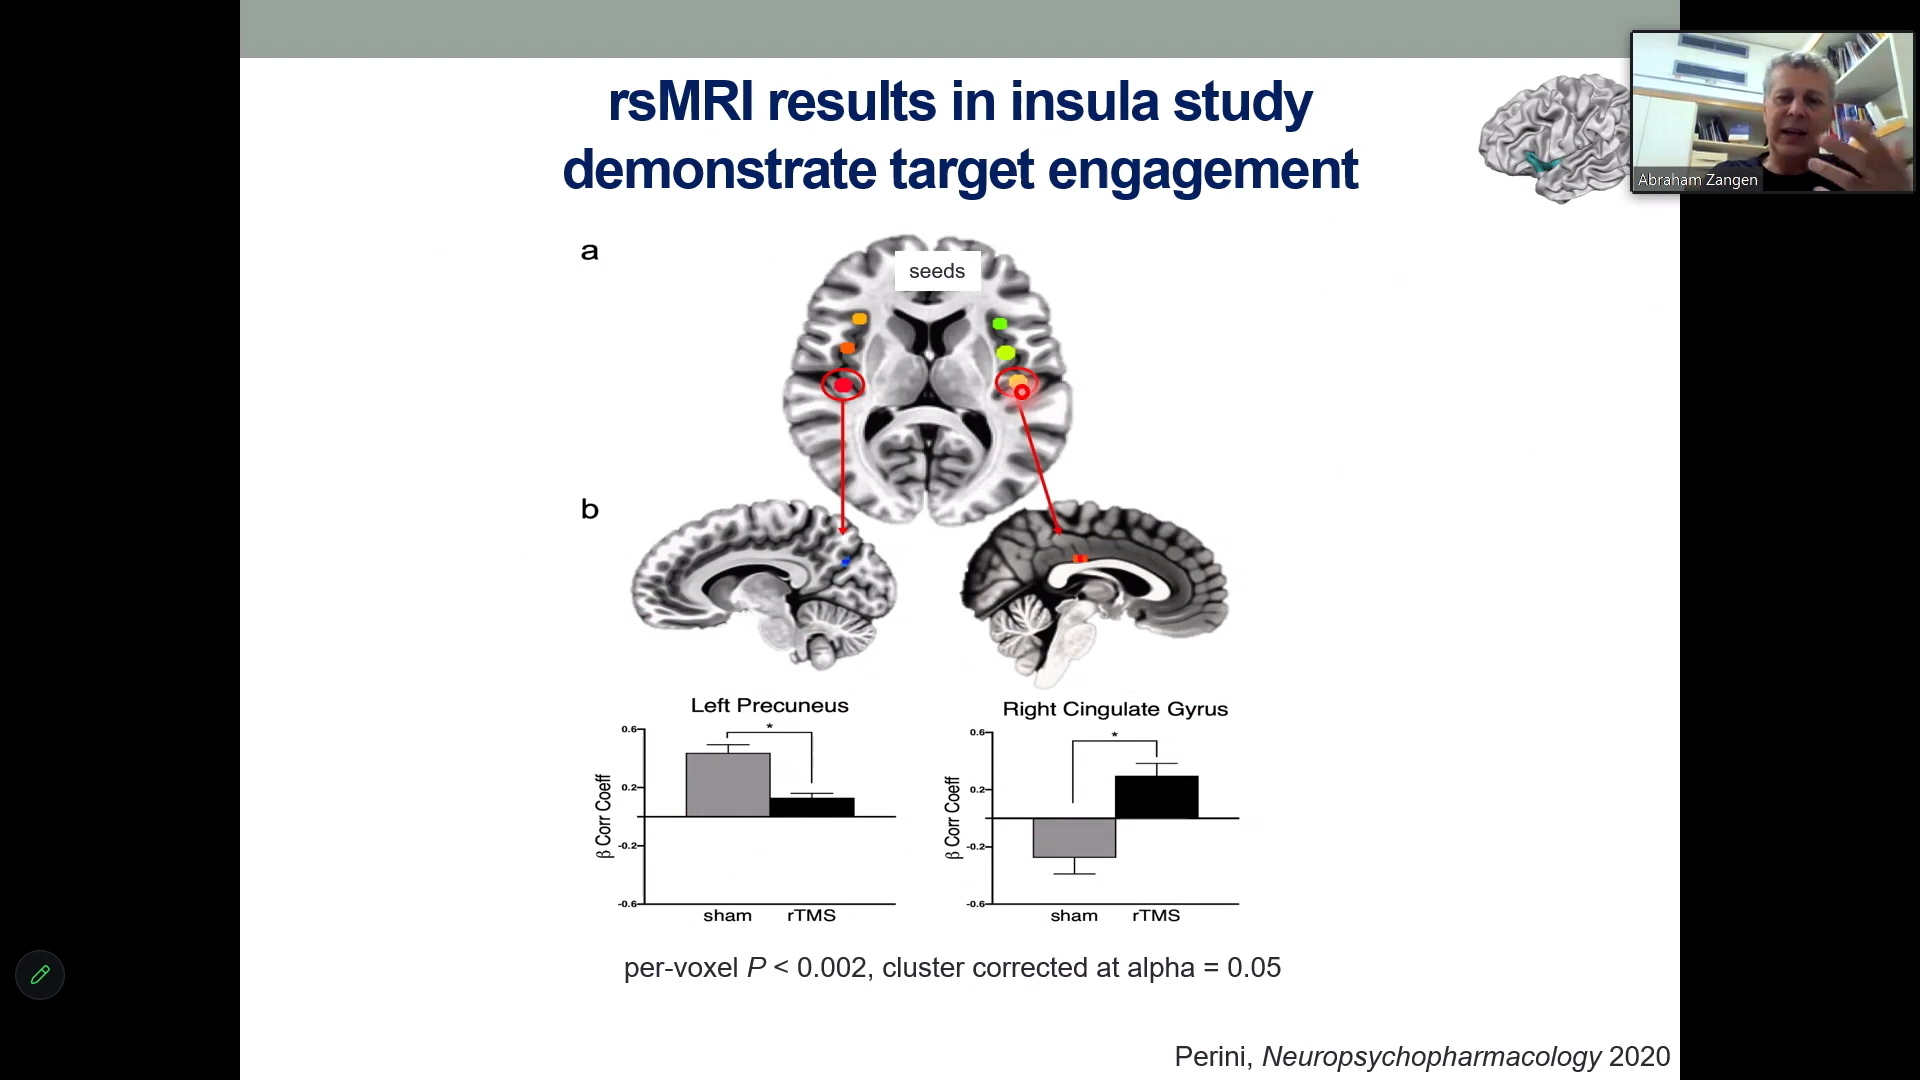 rsMRI results in insula study
demonstrate target engagement
Abraham Zangen
a
seeds
b
Left Precuneus
*
0.6
0.2
-0.2
-0.6
β Corr Coeff
sham rTMS
Right Cingulate Gyrus
*
0.6
0.2
-0.2
-0.6
β Corr Coeff
sham rTMS
per-voxel P < 0.002, cluster corrected at alpha = 0.05
Perini, Neuropsychopharmacology 2020